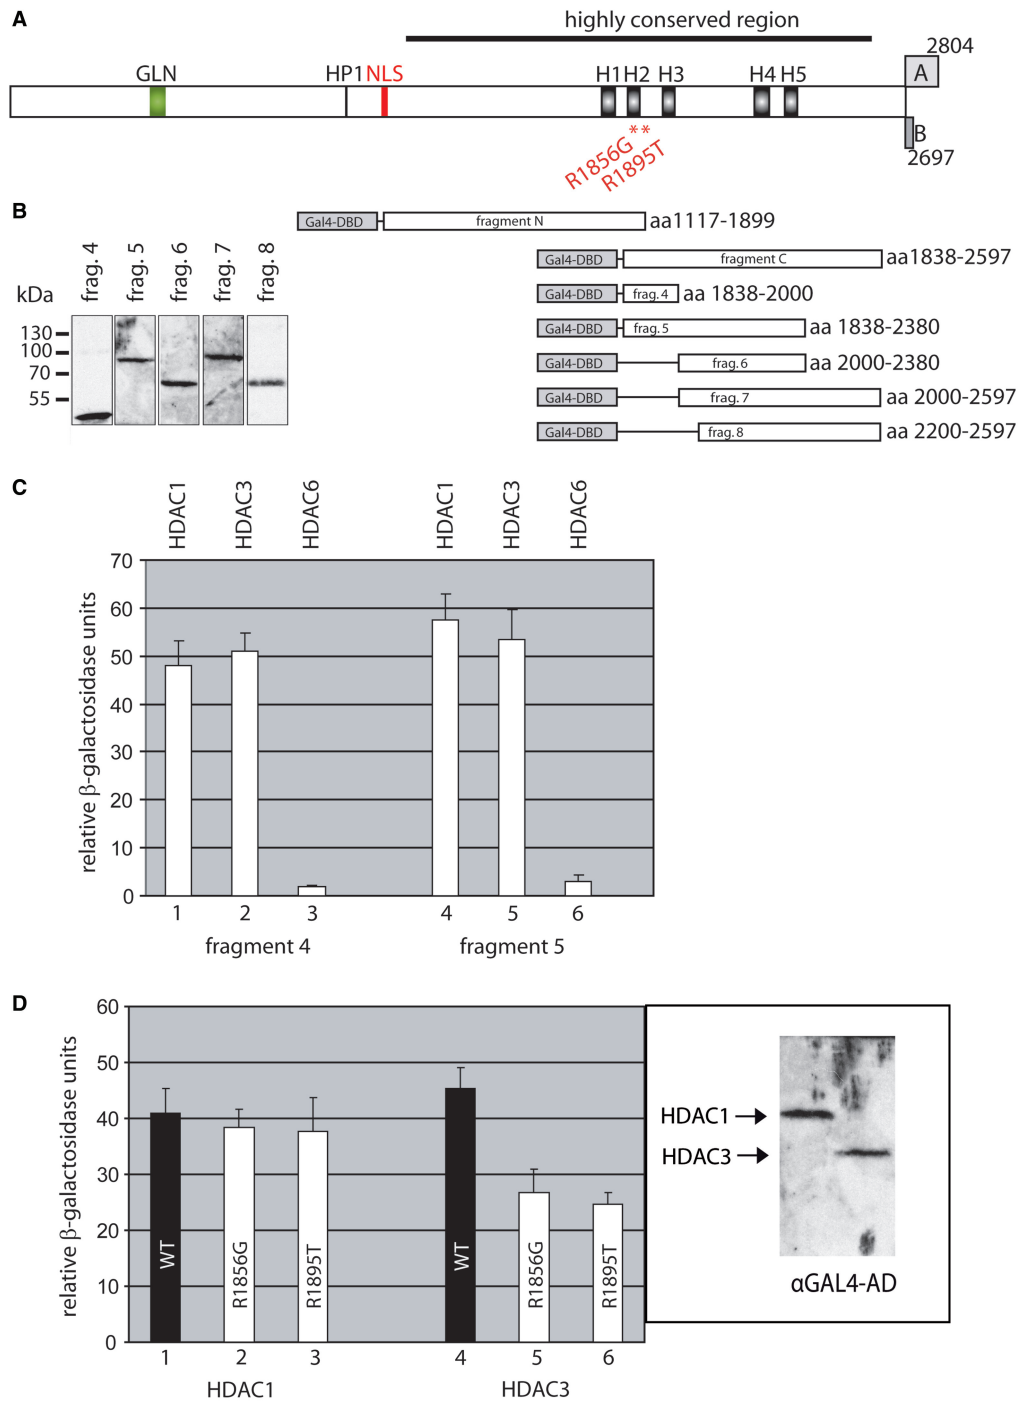 A
highly conserved region
2804
GLN
HP1 NLS
H1 H2 H3
H4 H5
A
B
2697
**
R1856G
R1895T
B
Gal4-DBD
fragment N
aa1117-1899
Gal4-DBD
fragment C
aa1838-2597
Gal4-DBD
frag.4
aa 1838-2000
Gal4-DBD
frag.5
aa 1838-2380
Gal4-DBD
frag.6
aa 2000-2380
Gal4-DBD
frag.7
aa 2000-2597
Gal4-DBD
frag.8
aa 2200-2597
frag. 4
frag. 5
frag. 6
frag. 7
frag. 8
kDa
130
100
70
55
C
HDAC1
HDAC3
HDAC6
HDAC1
HDAC3
HDAC6
relative β-galactosidase units
70
60
50
40
30
20
10
0
1 2 3 4 5 6
fragment 4
fragment 5
D
relative β-galactosidase units
60
50
40
30
20
10
0
WT
R1856G
R1895T
WT
R1856G
R1895T
1 2 3 4 5 6
HDAC1
HDAC3
HDAC1
HDAC3
αGAL4-AD